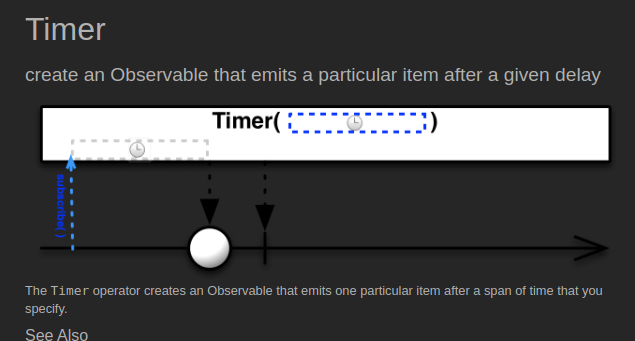 Timer
create an Observable that emits a particular item after a given delay
Timer( )
subscribe( )
The Timer operator creates an Observable that emits one particular item after a span of time that you
specify.
See Also